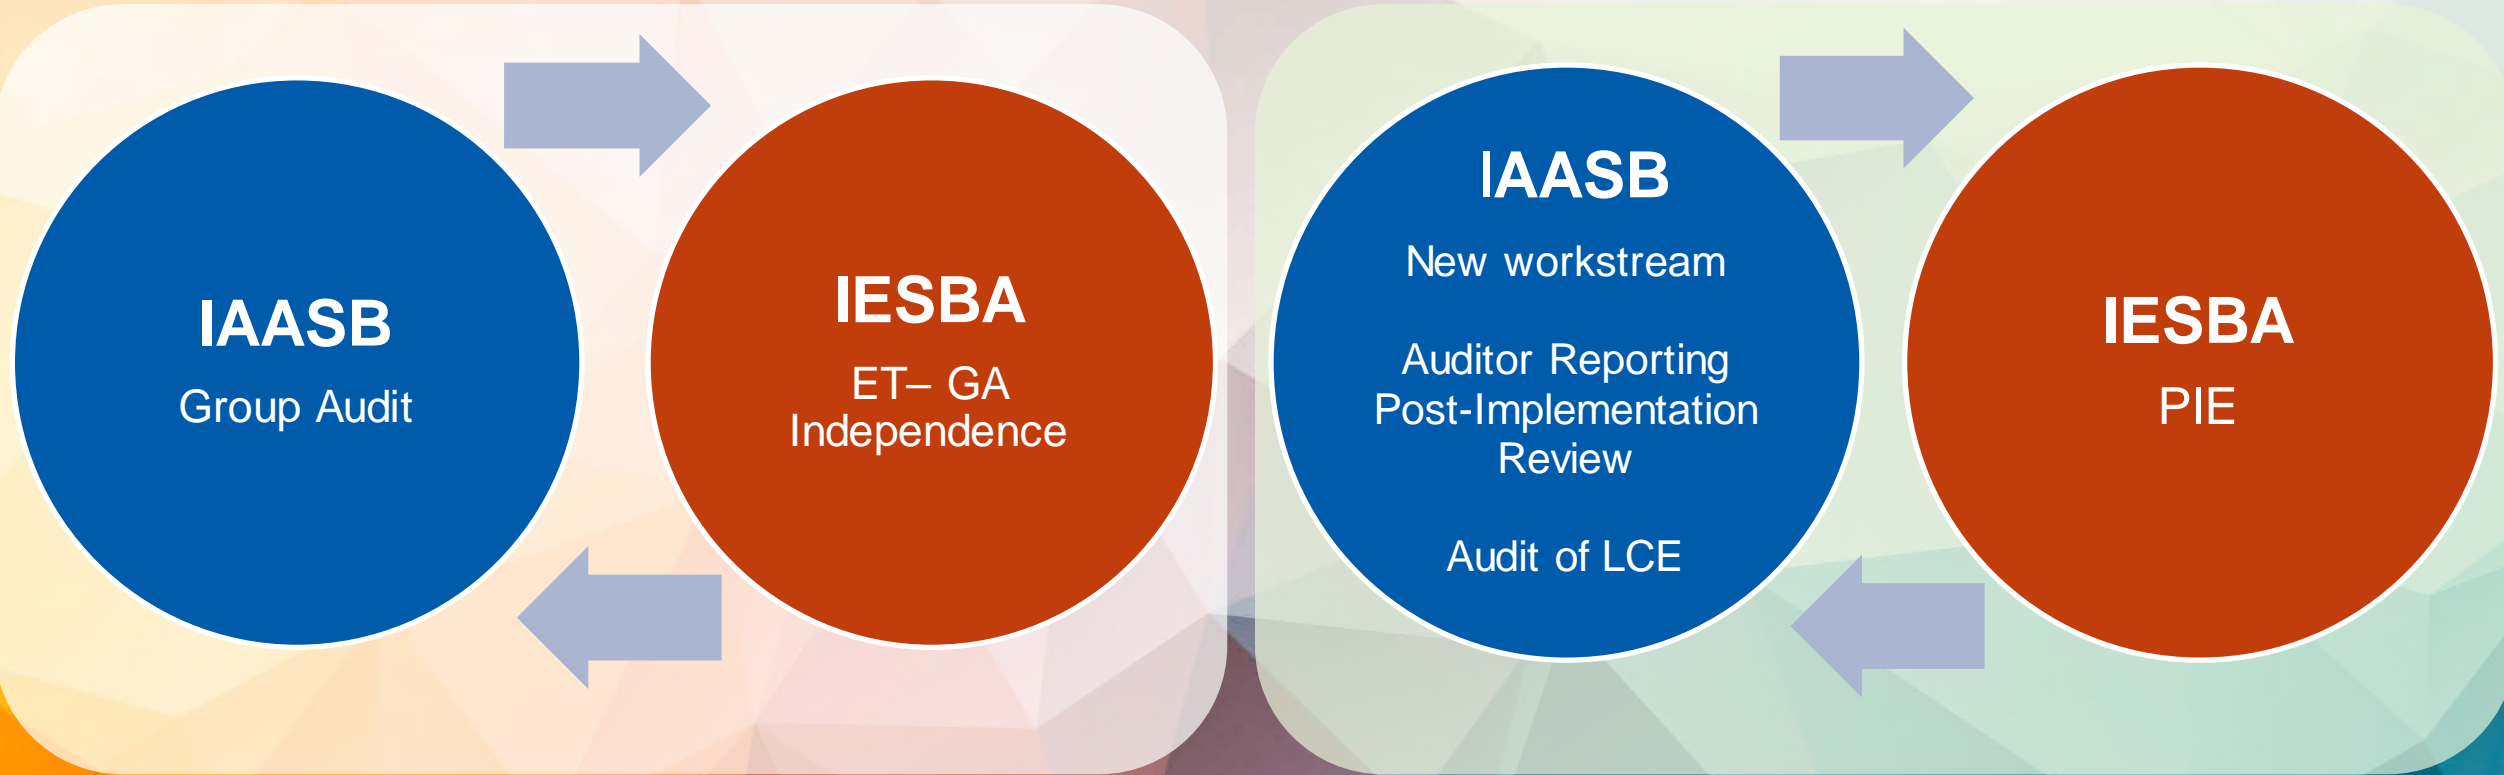 IAASB
Group Audit
IESBA
ET– GA
Independence
IAASB
New workstream
Auditor Reporting
Post-Implementation
Review
Audit of LCE
IESBA
PIE